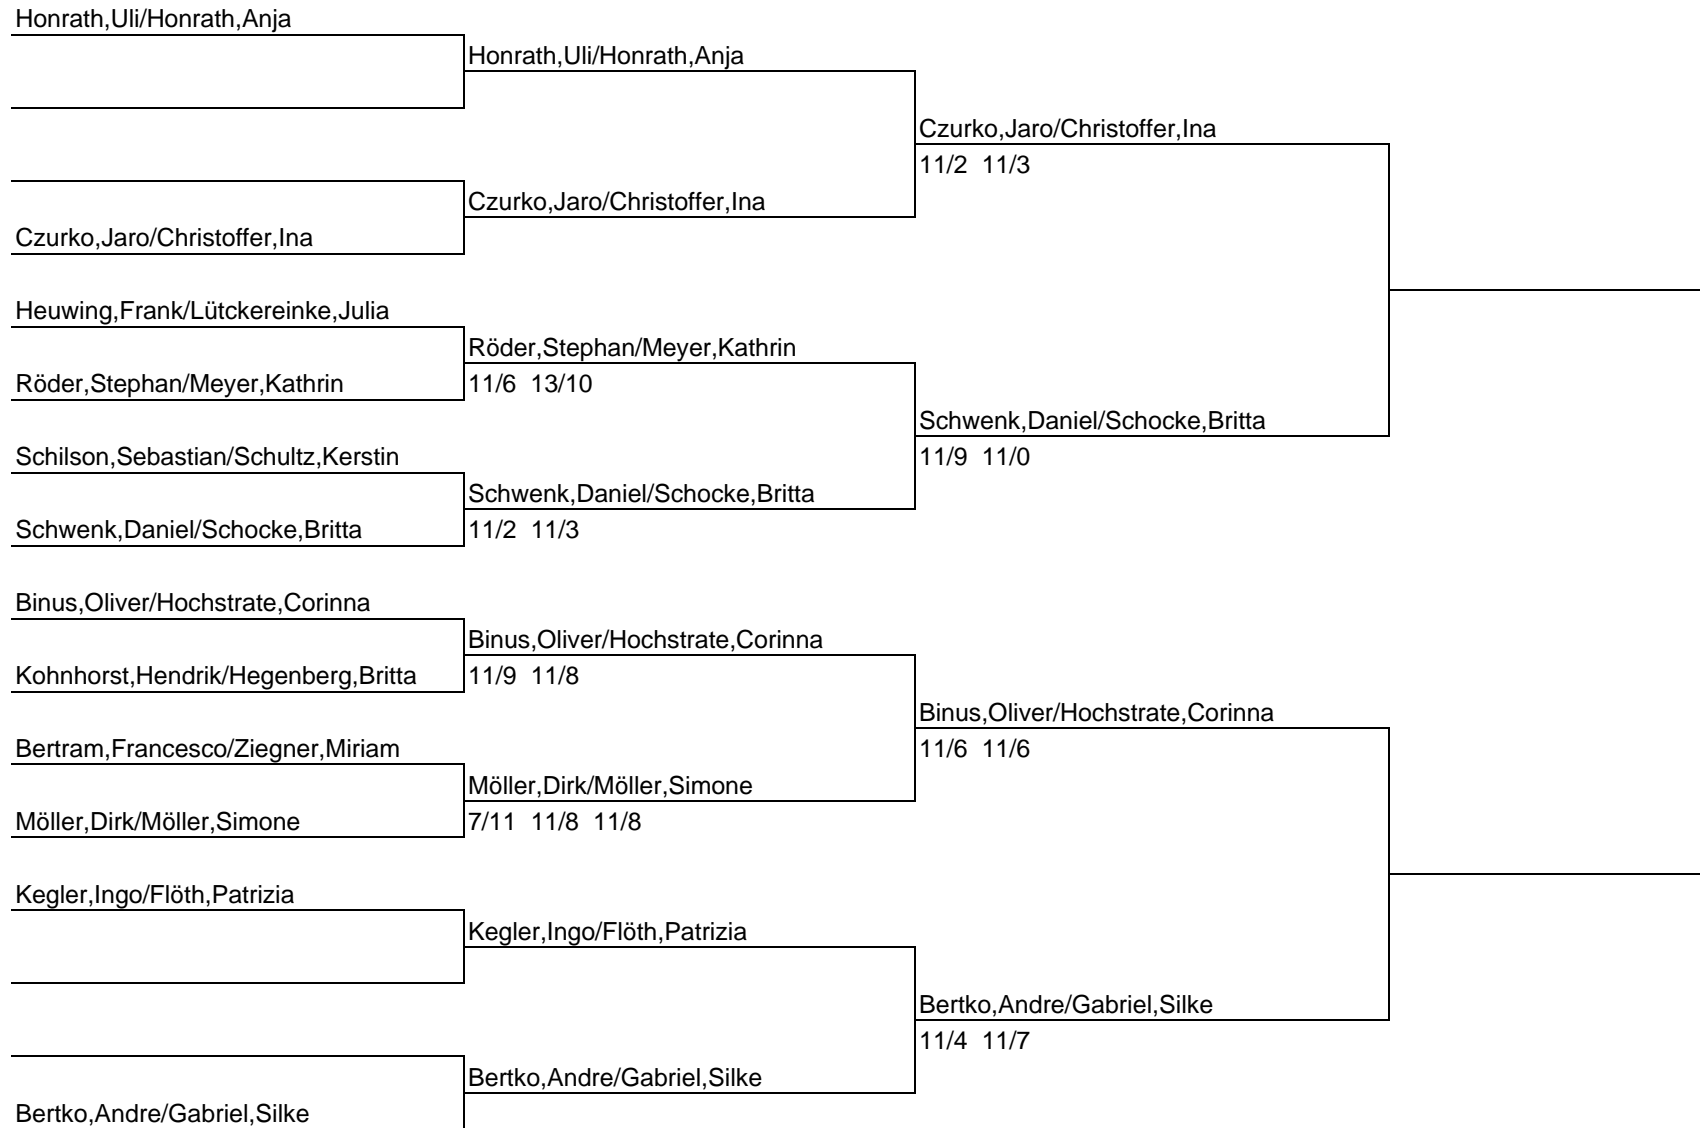 Honrath,Uli/Honrath,Anja
Honrath,Uli/Honrath,Anja
Czurko,Jaro/Christoffer,Ina
11/2 11/3
Czurko,Jaro/Christoffer,Ina
Czurko,Jaro/Christoffer,Ina
Heuwing,Frank/Lütckereinke,Julia
Röder,Stephan/Meyer,Kathrin
Röder,Stephan/Meyer,Kathrin
11/6 13/10
Schwenk,Daniel/Schocke,Britta
Schilson,Sebastian/Schultz,Kerstin
11/9 11/0
Schwenk,Daniel/Schocke,Britta
Schwenk,Daniel/Schocke,Britta
11/2 11/3
Binus,Oliver/Hochstrate,Corinna
Binus,Oliver/Hochstrate,Corinna
Kohnhorst,Hendrik/Hegenberg,Britta
11/9 11/8
Binus,Oliver/Hochstrate,Corinna
Bertram,Francesco/Ziegner,Miriam
11/6 11/6
Möller,Dirk/Möller,Simone
Möller,Dirk/Möller,Simone
7/11 11/8 11/8
Kegler,Ingo/Flöth,Patrizia
Kegler,Ingo/Flöth,Patrizia
Bertko,Andre/Gabriel,Silke
11/4 11/7
Bertko,Andre/Gabriel,Silke
Bertko,Andre/Gabriel,Silke